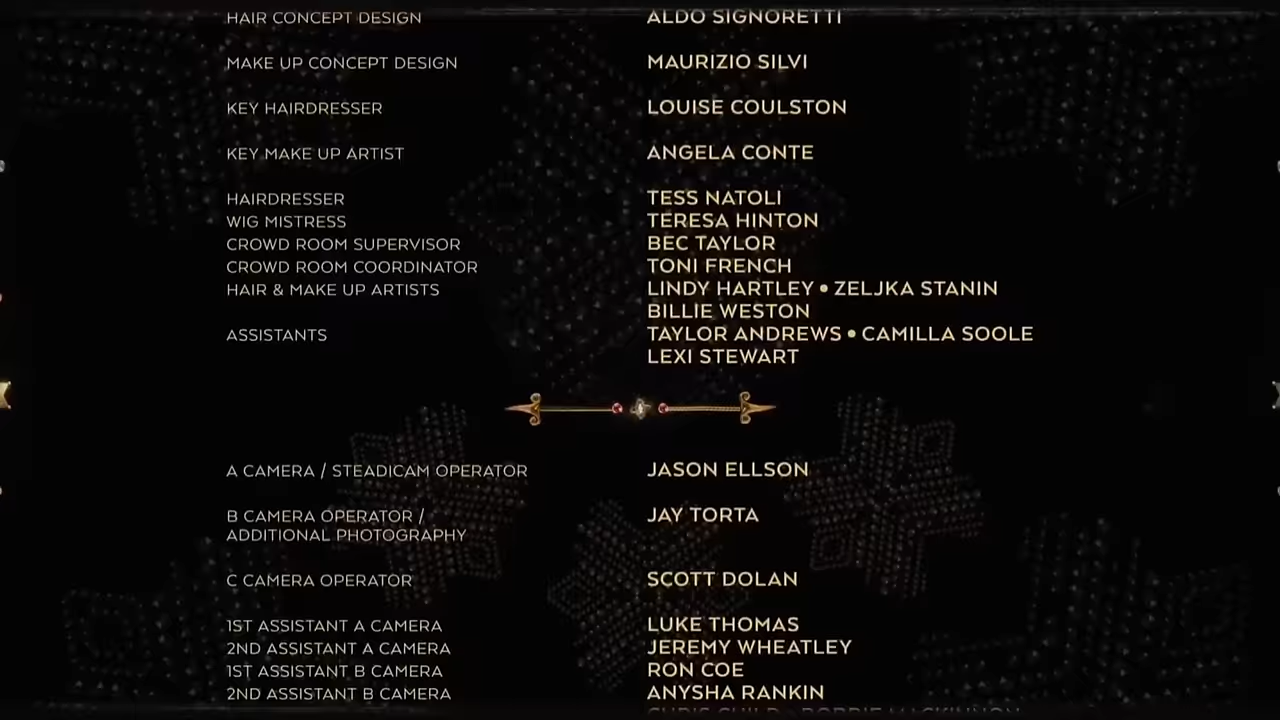 HAIR CONCEPT DESIGN ALDO SIGNORETTI
MAKE UP CONCEPT DESIGN MAURIZIO SILVI
KEY HAIRDRESSER LOUISE COULSTON
KEY MAKE UP ARTIST ANGELA CONTE
HAIRDRESSER TESS NATOLI
WIG MISTRESS TERESA HINTON
CROWD ROOM SUPERVISOR BEC TAYLOR
CROWD ROOM COORDINATOR TONI FRENCH
HAIR & MAKE UP ARTISTS LINDY HARTLEY • ZELJKA STANIN
BILLIE WESTON
ASSISTANTS TAYLOR ANDREWS • CAMILLA SOOLE
LEXI STEWART
A CAMERA / STEADICAM OPERATOR JASON ELLSON
B CAMERA OPERATOR / JAY TORTA
ADDITIONAL PHOTOGRAPHY
C CAMERA OPERATOR SCOTT DOLAN
1ST ASSISTANT A CAMERA LUKE THOMAS
2ND ASSISTANT A CAMERA JEREMY WHEATLEY
1ST ASSISTANT B CAMERA RON COE
2ND ASSISTANT B CAMERA ANYSHA RANKIN